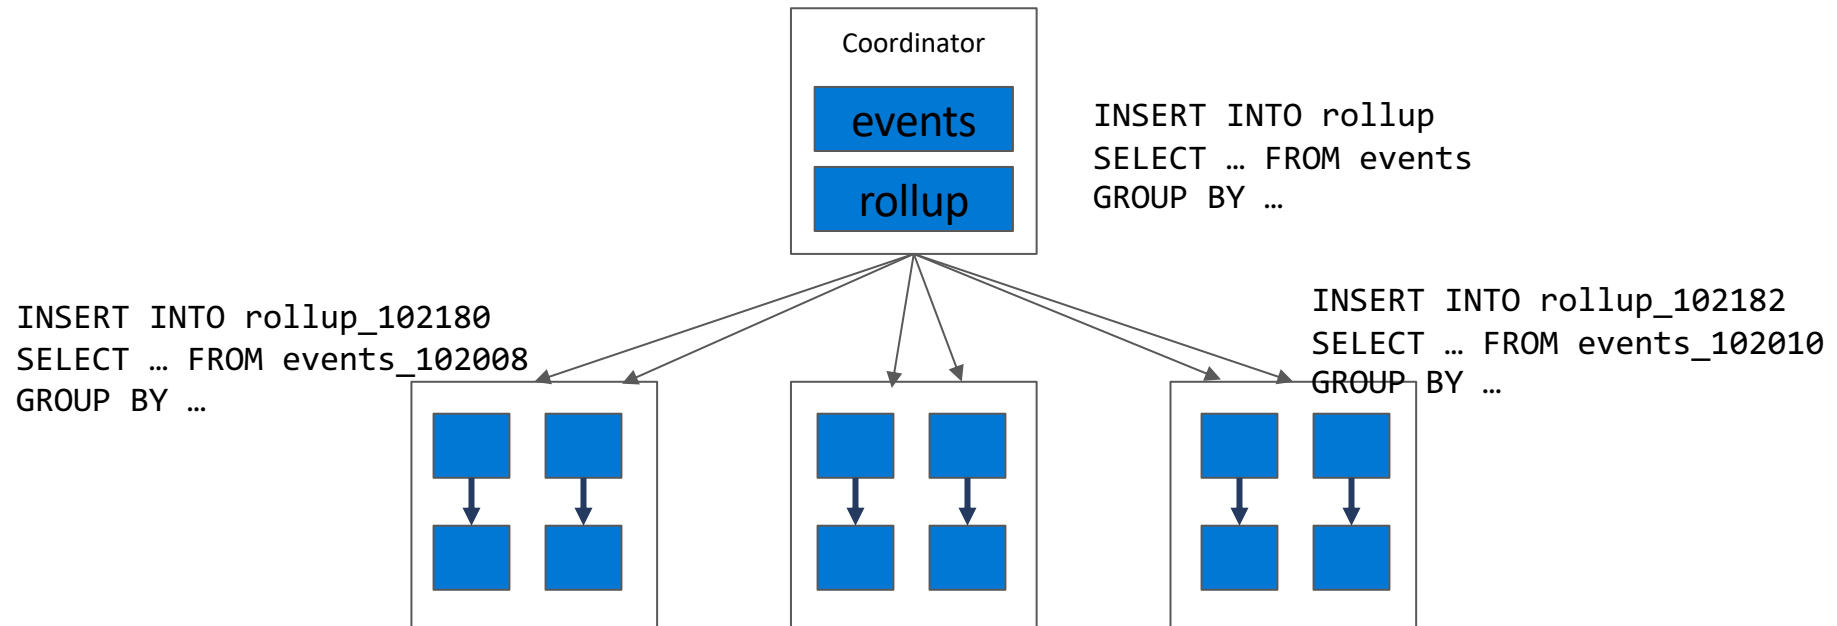 Coordinator
events
rollup
INSERT INTO rollup
SELECT … FROM events
GROUP BY …
INSERT INTO rollup_102180
SELECT … FROM events_102008
GROUP BY …
INSERT INTO rollup_102182
SELECT … FROM events_102010
GROUP BY …